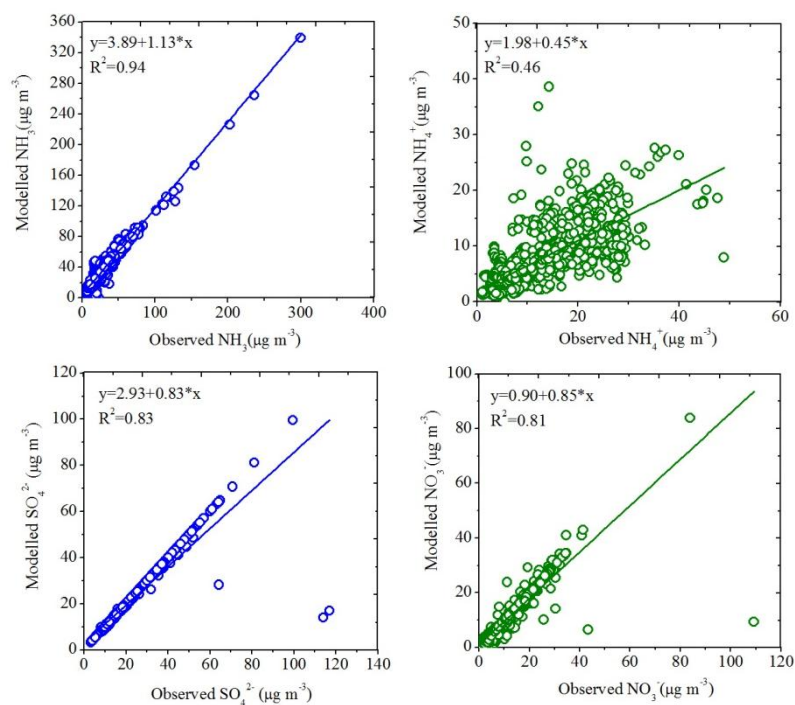 y=3.89+1.13*x
R²=0.94
Modelled NH₃(μg m⁻³)
360
320
280
240
200
160
120
80
40
0
0 100 200 300 400
Observed NH₃(μg m⁻³)
y=1.98+0.45*x
R²=0.46
Modelled NH₄⁺(μg m⁻³)
50
40
30
20
10
0
0 20 40 60
Observed NH₄⁺(μg m⁻³)
y=2.93+0.83*x
R²=0.83
Modelled SO₄²⁻ (μg m⁻³)
120
100
80
60
40
20
0
0 20 40 60 80 100 120 140
Observed SO₄²⁻ (μg m⁻³)
y=0.90+0.85*x
R²=0.81
Modelled NO₃⁻(μg m⁻³)
100
80
60
40
20
0
0 20 40 60 80 100 120
Observed NO₃⁻(μg m⁻³)